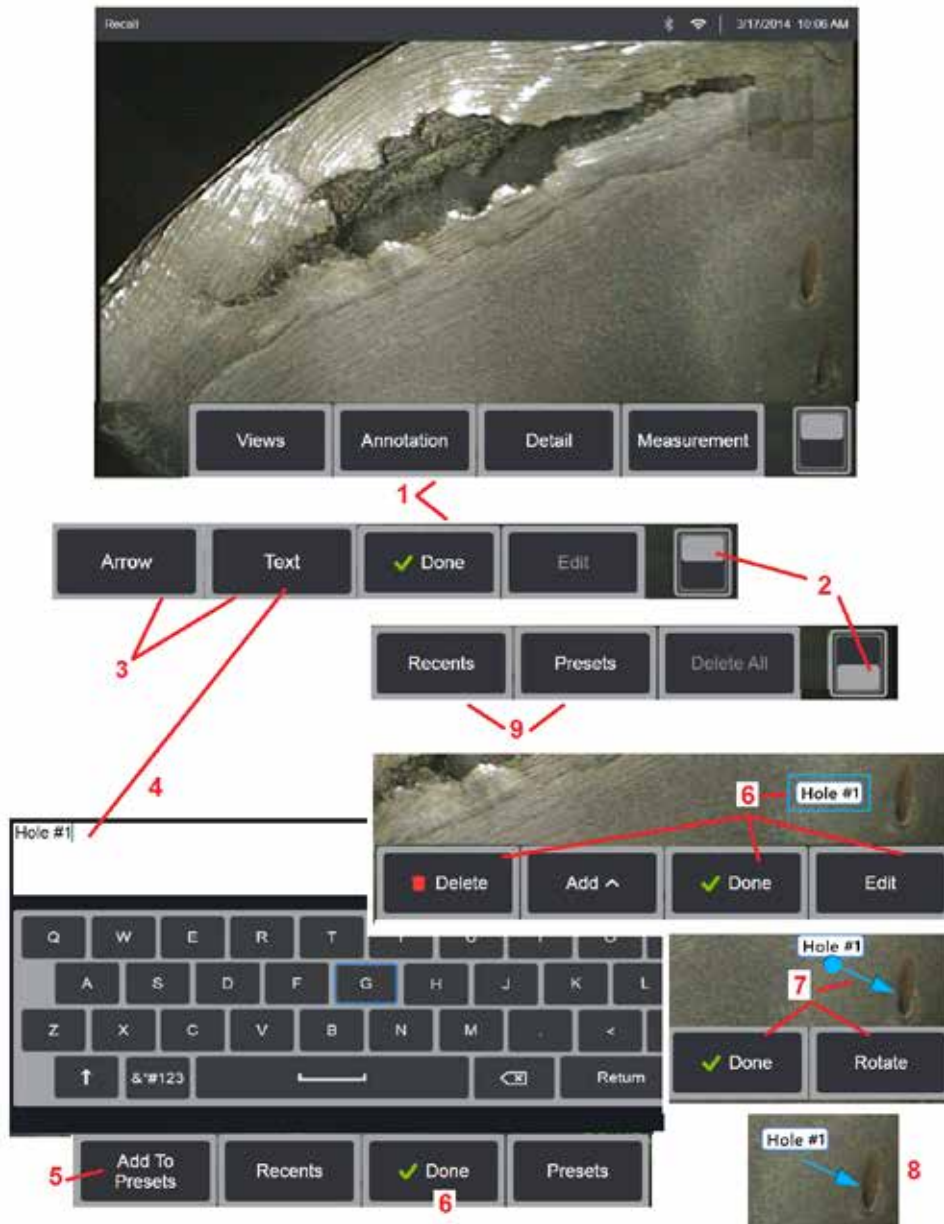 Recall 3/17/2014 10:06 AM
Views Annotation Detail Measurement
1
Arrow Text Done Edit
2
3
Recents Presets Delete All
9
4
6 Hole #1
Delete Add ^ Done Edit
Hole #1
Q W E R T
A S D F G H J K L
Z X C V B N M . <
&"#123 Return
Hole #1
7
Done Rotate
5 Add To
Presets
Recents Done Presets
6
Hole #1
8